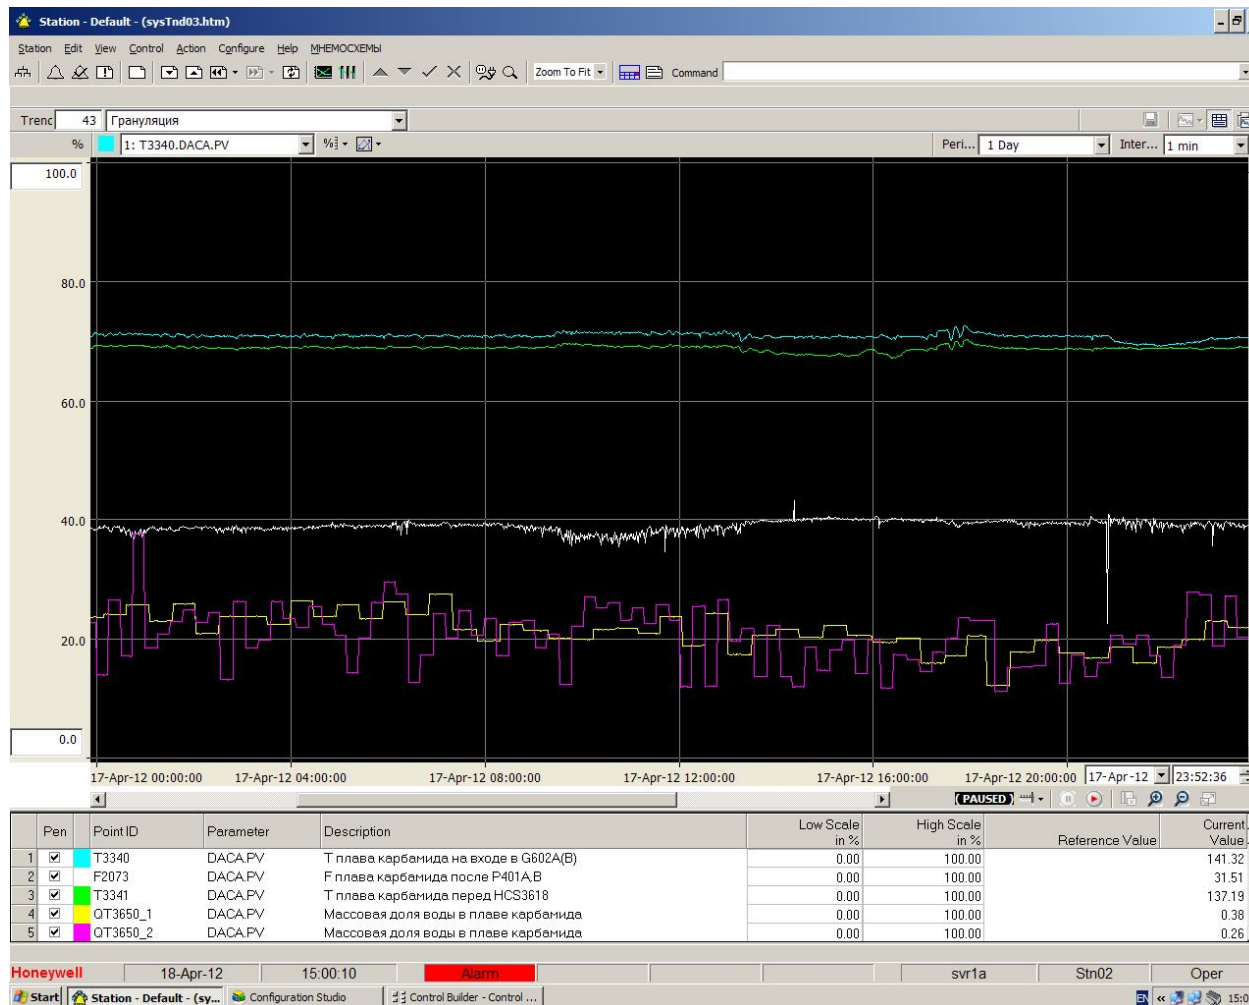 Station - Default - (sysTnd03.htm)
Station Edit View Control Action Configure Help МНЕМОСХЕМЫ
Zoom To Fit Command
Trenc 43 Грануляция
% 1: T3340.DACA.PV % Peri... 1 Day Inter... 1 min
100.0
80.0
60.0
40.0
20.0
0.0
17-Apr-12 00:00:00 17-Apr-12 04:00:00 17-Apr-12 08:00:00 17-Apr-12 12:00:00 17-Apr-12 16:00:00 17-Apr-12 20:00:00 17-Apr-12 23:52:36
(PAUSED)
Pen Point ID Parameter Description Low Scale in % High Scale in % Reference Value Current Value
1 T3340 DACA.PV Т плава карбамида на входе в G602A(B) 0.00 100.00 141.32
2 F2073 DACA.PV F плава карбамида после P401A,B 0.00 100.00 31.51
3 T3341 DACA.PV Т плава карбамида перед HCS3618 0.00 100.00 137.19
4 QT3650_1 DACA.PV Массовая доля воды в плаве карбамида 0.00 100.00 0.38
5 QT3650_2 DACA.PV Массовая доля воды в плаве карбамида 0.00 100.00 0.26
Honeywell 18-Apr-12 15:00:10 Alarm svr1a Stn02 Oper
Start Station - Default - (sy... Configuration Studio Control Builder - Control ... EN « 15:0